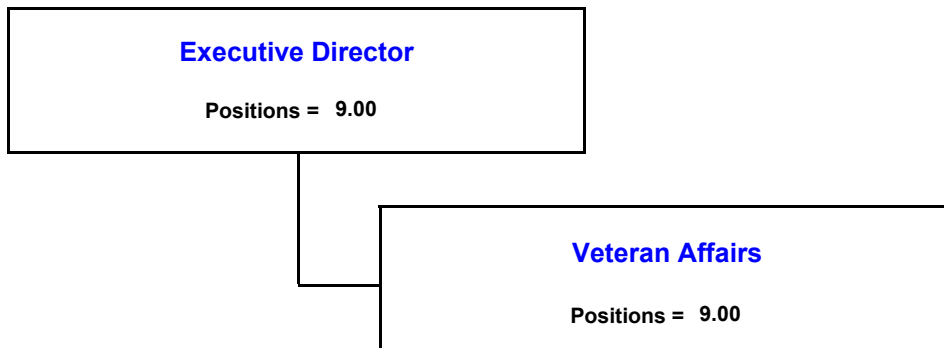 Executive Director
Positions = 9.00
Veteran Affairs
Positions = 9.00